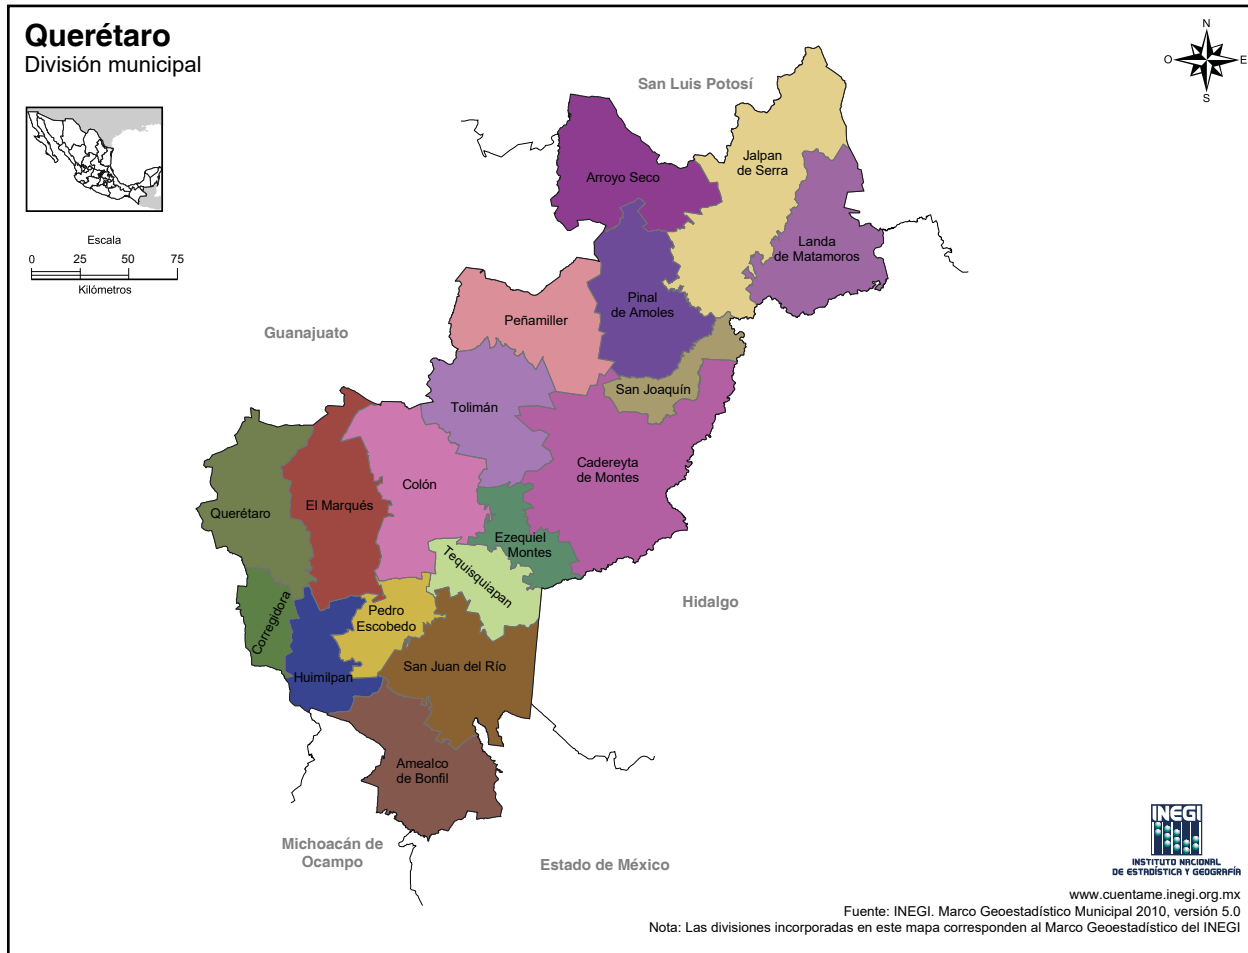 Querétaro
División municipal
San Luis Potosí
N
O
E
S
Escala
0 25 50 75
Kilómetros
Jalpan
de Serra
Arroyo Seco
Landa
de Matamoros
Pinal
de Amoles
Peñamiller
Guanajuato
San Joaquín
Tolimán
Cadereyta
de Montes
Colón
El Marqués
Querétaro
Ezequiel
Montes
Tequisquiapan
Hidalgo
Pedro
Escobedo
Corregidora
San Juan del Río
Huimilpan
Amealco
de Bonfil
Michoacán de
Ocampo
Estado de México
INEGI
INSTITUTO NACIONAL
DE ESTADÍSTICA Y GEOGRAFÍA
www.cuentame.inegi.org.mx
Fuente: INEGI. Marco Geoestadístico Municipal 2010, versión 5.0
Nota: Las divisiones incorporadas en este mapa corresponden al Marco Geoestadístico del INEGI